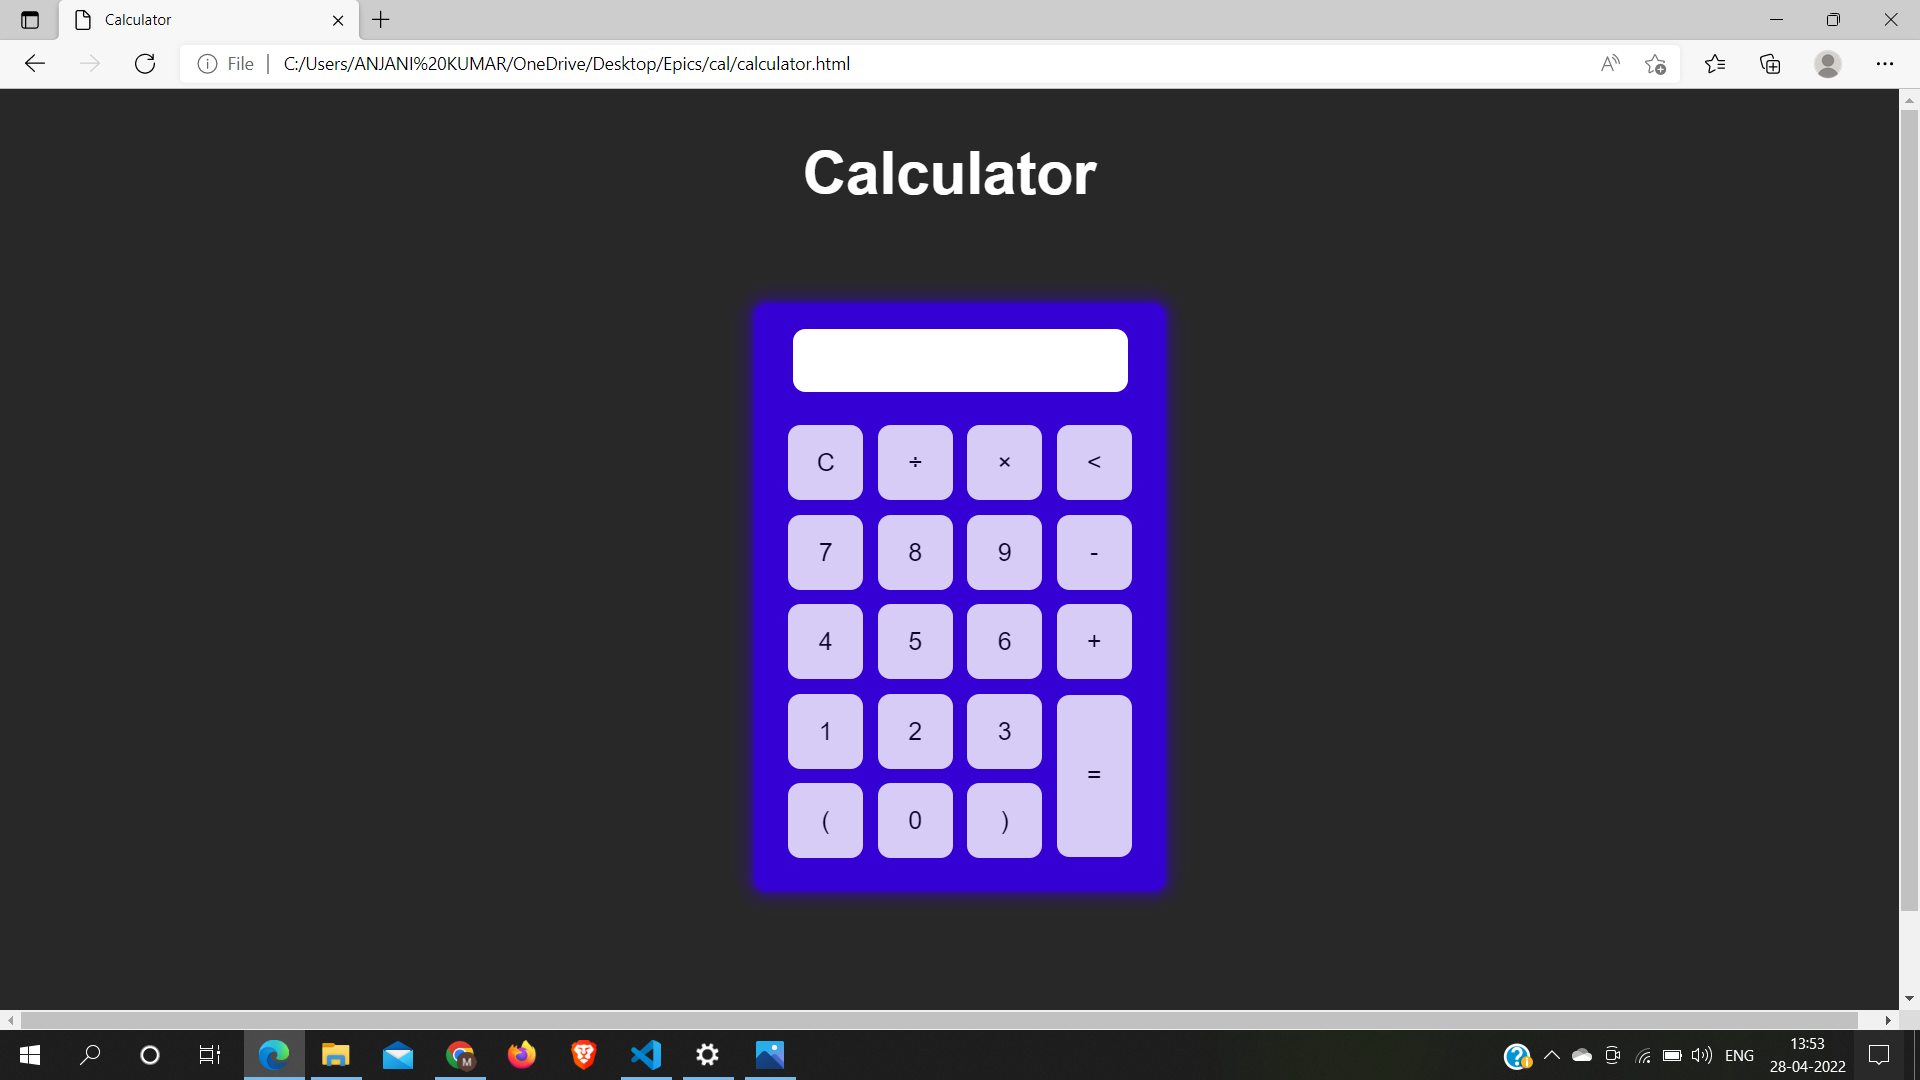 Calculator
File | C:/Users/ANJANI%20KUMAR/OneDrive/Desktop/Epics/cal/calculator.html
Calculator
C ÷ × <
7 8 9 -
4 5 6 +
1 2 3
=
( 0 )
M
ENG
13:53
28-04-2022